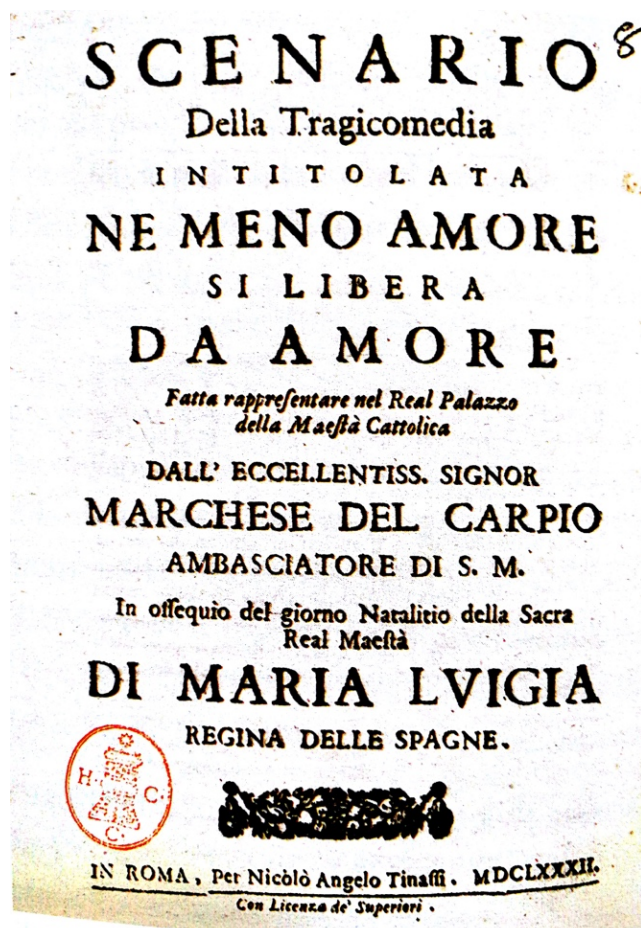 8
SCENARIO
Della Tragicomedia
INTITOLATA
NE MENO AMORE
SI LIBERA
DA AMORE
Fatta rappreſentare nel Real Palazzo
della Maeſtà Cattolica
DALL' ECCELLENTISS. SIGNOR
MARCHESE DEL CARPIO
AMBASCIATORE DI S. M.
In oſſequio del giorno Natalitio della Sacra
Real Maeſtà
DI MARIA LVIGIA
REGINA DELLE SPAGNE.
H. C.
C.
IN ROMA, Per Nicolò Angelo Tinaſſi. MDCLXXXII.
Con Licenza de' Superiori.